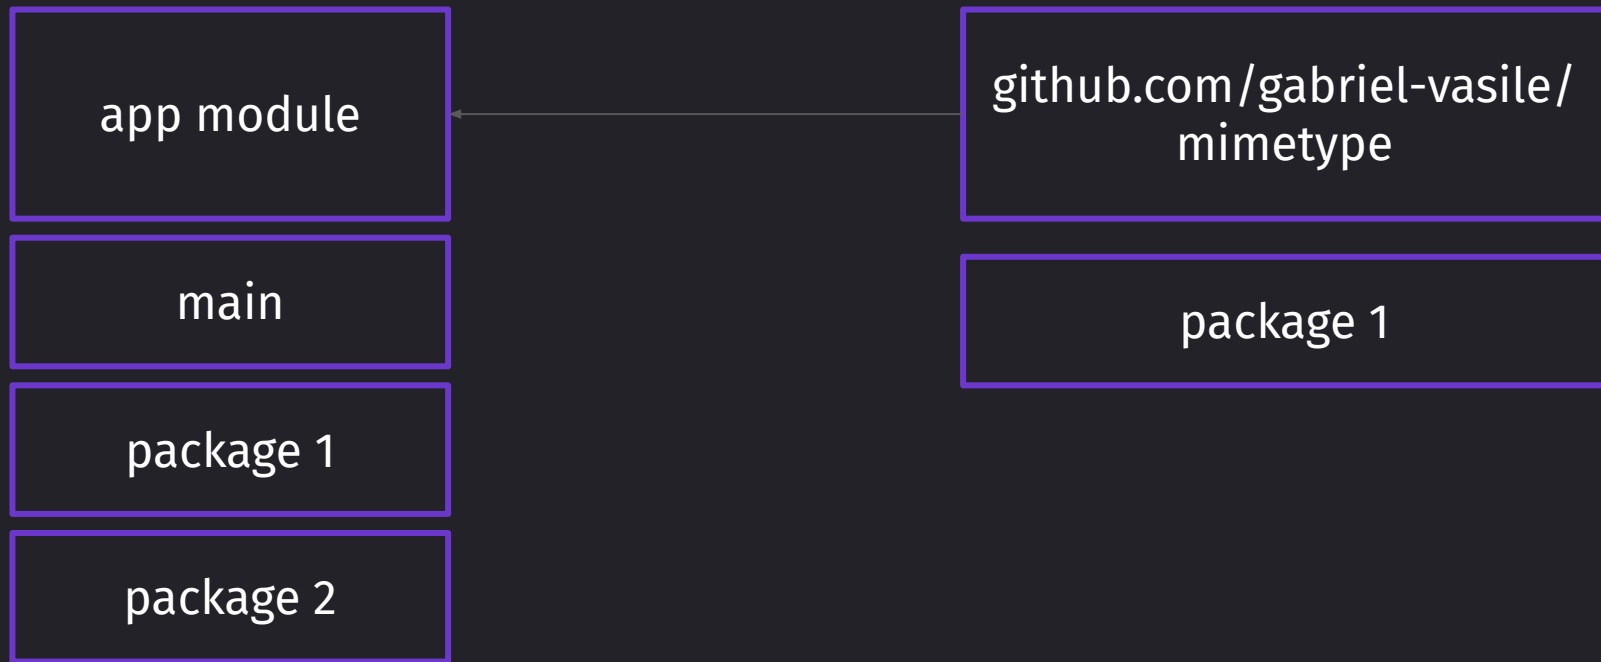 app module
github.com/gabriel-vasile/
mimetype
main
package 1
package 1
package 2